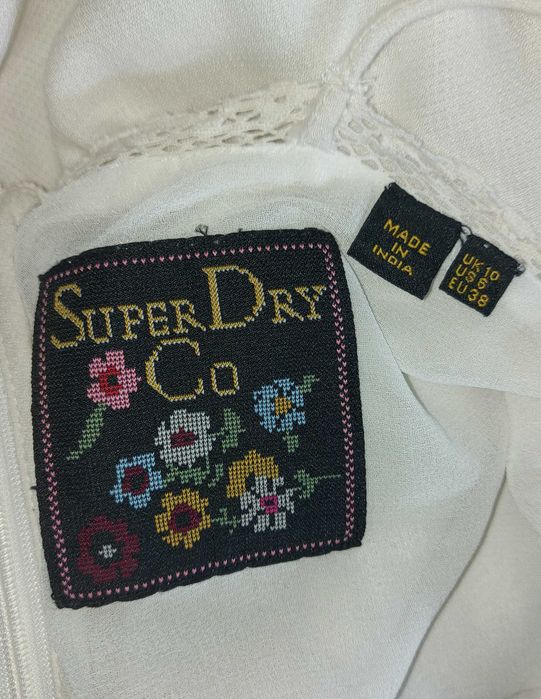 SUPER DRY
CO
MADE
IN
INDIA
UK 10
US 6
EU 38